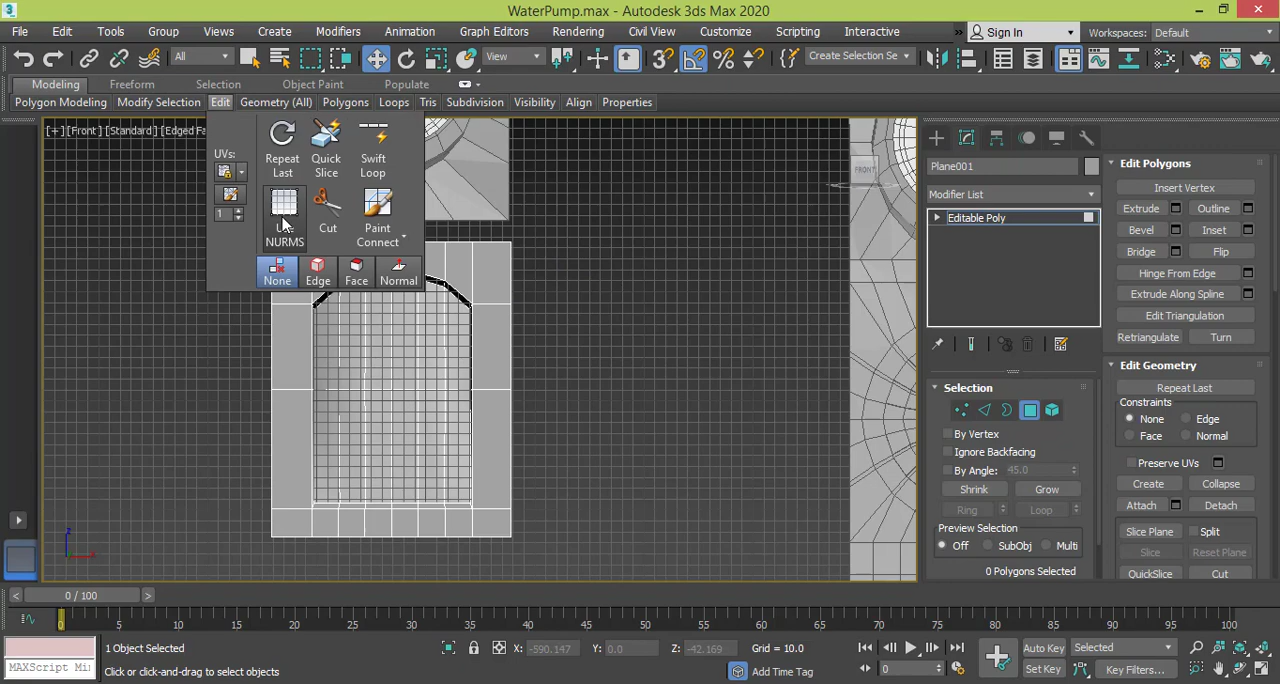 WaterPump.max - Autodesk 3ds Max 2020
File Edit Tools Group Views Create Modifiers Animation Graph Editors Rendering Civil View Customize Scripting Interactive » Sign In Workspaces: Default
All View Create Selection Se
Modeling Freeform Selection Object Paint Populate
Polygon Modeling Modify Selection Edit Geometry (All) Polygons Loops Tris Subdivision Visibility Align Properties
[+] [Front] [Standard] [Edged Fa
UVs:
1
Repeat Last
Quick Slice
Swift Loop
NURMS
Cut
Paint Connect
None Edge Face Normal
FRONT
Plane001
Modifier List
Editable Poly
Selection
By Vertex
Ignore Backfacing
By Angle: 45.0
Shrink Grow
Ring Loop
Preview Selection
Off SubObj Multi
0 Polygons Selected
Edit Polygons
Insert Vertex
Extrude Outline
Bevel Inset
Bridge Flip
Hinge From Edge
Extrude Along Spline
Edit Triangulation
Retriangulate Turn
Edit Geometry
Repeat Last
Constraints
None Edge
Face Normal
Preserve UVs
Create Collapse
Attach Detach
Slice Plane Split
Slice Reset Plane
QuickSlice Cut
z
x
< 0 / 100 >
0 5 10 15 20 25 30 35 40 45 50 55 60 65 70 75 80 85 90 95 100
1 Object Selected
X: -590.147 Y: 0.0 Z: -42.169 Grid = 10.0
Auto Key Selected
MAXScript Mi
Click or click-and-drag to select objects
Add Time Tag
0
Set Key Key Filters...